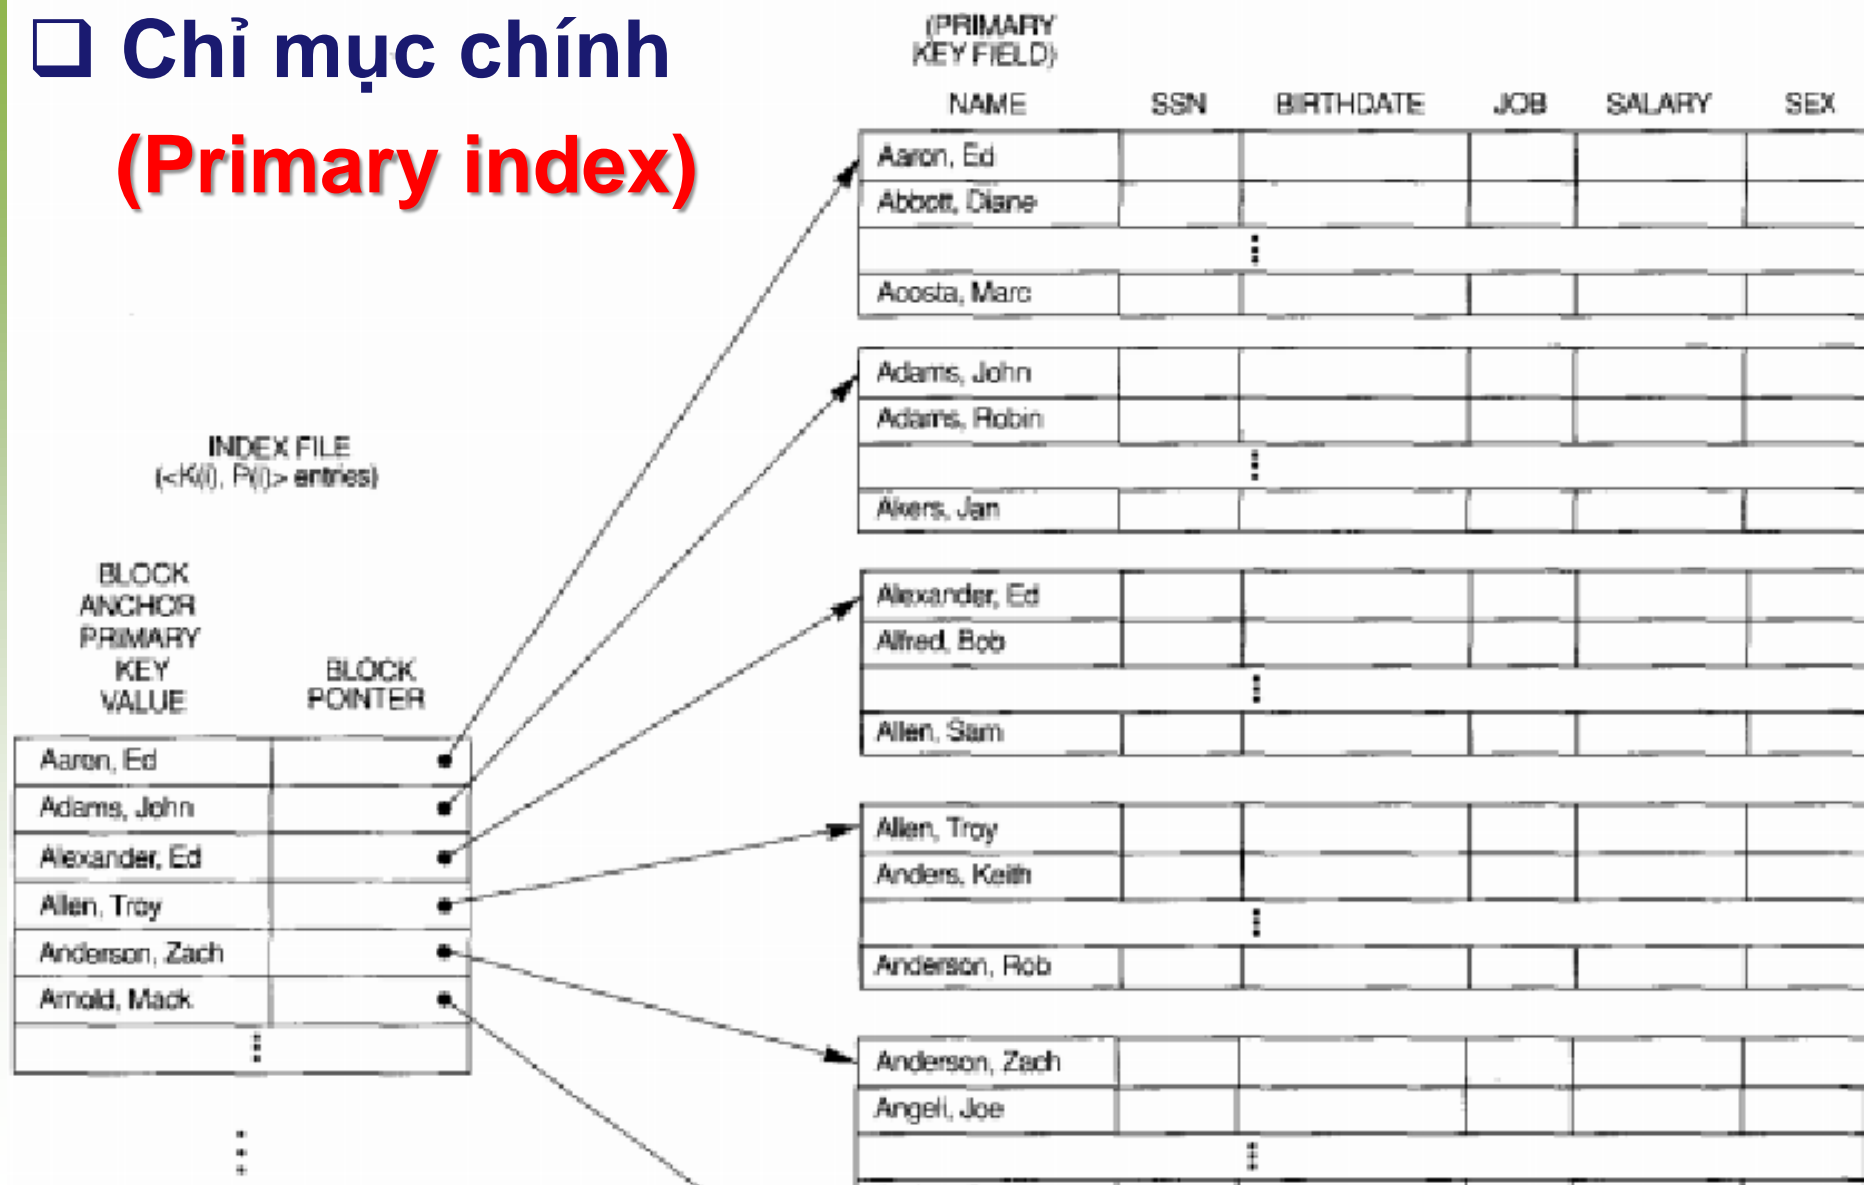 Chỉ mục chính
(Primary index)
(PRIMARY
KEY FIELD)
NAME SSN BIRTHDATE JOB SALARY SEX
Aaron, Ed
Abbott, Diane
Acosta, Marc
Adams, John
Adams, Robin
Akers, Jan
Alexander, Ed
Alfred, Bob
Allen, Sam
Allen, Troy
Anders, Keith
Anderson, Rob
Anderson, Zach
Angeli, Joe
INDEX FILE
(<K(i), P(i)> entries)
BLOCK
ANCHOR
PRIMARY
KEY
VALUE
BLOCK
POINTER
Aaron, Ed
Adams, John
Alexander, Ed
Allen, Troy
Anderson, Zach
Arnold, Mack